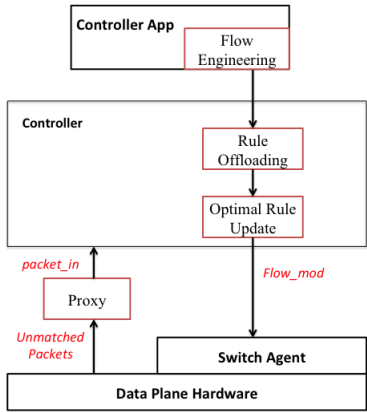 Controller App
Flow
Engineering
Controller
Rule
Offloading
Optimal Rule
Update
packet_in
Flow_mod
Proxy
Unmatched
Packets
Switch Agent
Data Plane Hardware